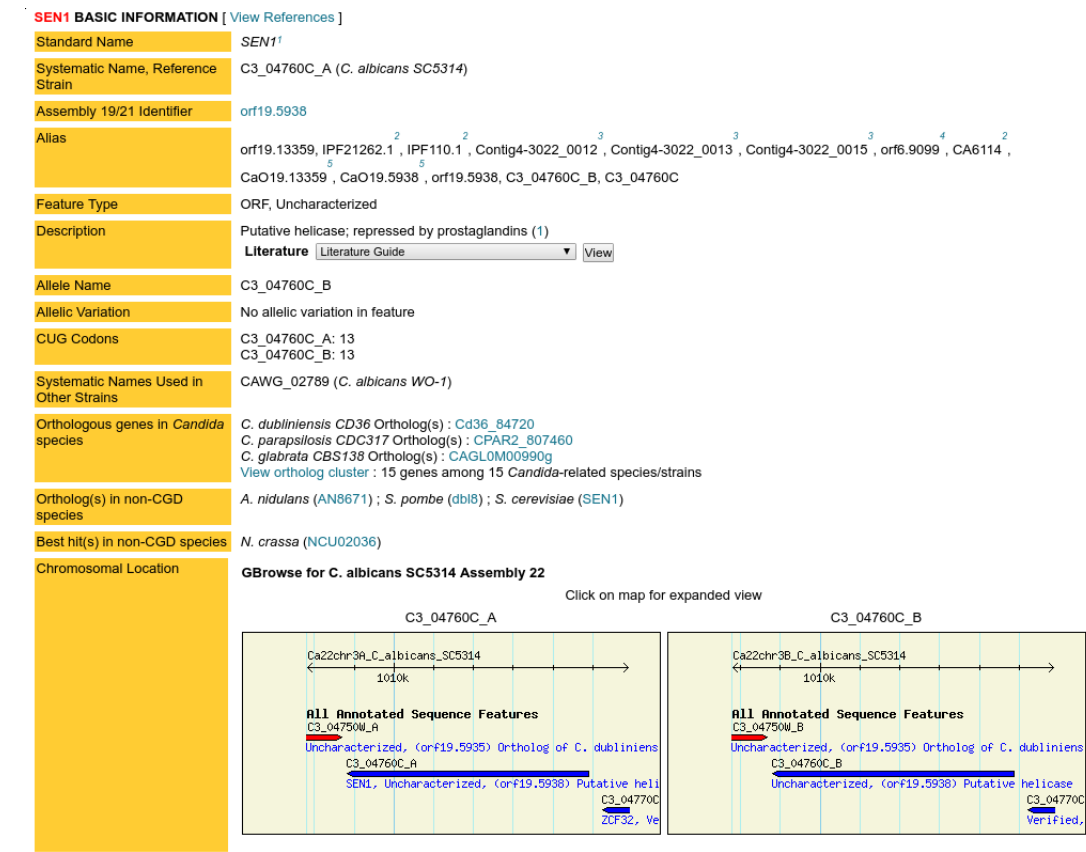 SEN1 BASIC INFORMATION [ View References ]
Standard Name SEN1 1
Systematic Name, Reference Strain C3_04760C_A (C. albicans SC5314)
Assembly 19/21 Identifier orf19.5938
Alias orf19.13359, IPF21262.1 2, IPF110.1 2, Contig4-3022_0012 3, Contig4-3022_0013 3, Contig4-3022_0015 3, orf6.9099 4, CA6114 2,
CaO19.13359 5, CaO19.5938 5, orf19.5938, C3_04760C_B, C3_04760C
Feature Type ORF, Uncharacterized
Description Putative helicase; repressed by prostaglandins (1)
Literature Literature Guide ▼ View
Allele Name C3_04760C_B
Allelic Variation No allelic variation in feature
CUG Codons C3_04760C_A: 13
C3_04760C_B: 13
Systematic Names Used in Other Strains CAWG_02789 (C. albicans WO-1)
Orthologous genes in Candida species C. dubliniensis CD36 Ortholog(s) : Cd36_84720
C. parapsilosis CDC317 Ortholog(s) : CPAR2_807460
C. glabrata CBS138 Ortholog(s) : CAGL0M00990g
View ortholog cluster : 15 genes among 15 Candida-related species/strains
Ortholog(s) in non-CGD species A. nidulans (AN8671) ; S. pombe (dbl8) ; S. cerevisiae (SEN1)
Best hit(s) in non-CGD species N. crassa (NCU02036)
Chromosomal Location GBrowse for C. albicans SC5314 Assembly 22
Click on map for expanded view
C3_04760C_A
Ca22chr3A_C_albicans_SC5314
1010k
All Annotated Sequence Features
C3_04750W_A
Uncharacterized, (orf19.5935) Ortholog of C. dubliniens
C3_04760C_A
SEN1, Uncharacterized, (orf19.5938) Putative heli
C3_04770C
ZCF32, Ve
C3_04760C_B
Ca22chr3B_C_albicans_SC5314
1010k
All Annotated Sequence Features
C3_04750W_B
Uncharacterized, (orf19.5935) Ortholog of C. dubliniens
C3_04760C_B
Uncharacterized, (orf19.5938) Putative helicase
C3_04770C
Verified,